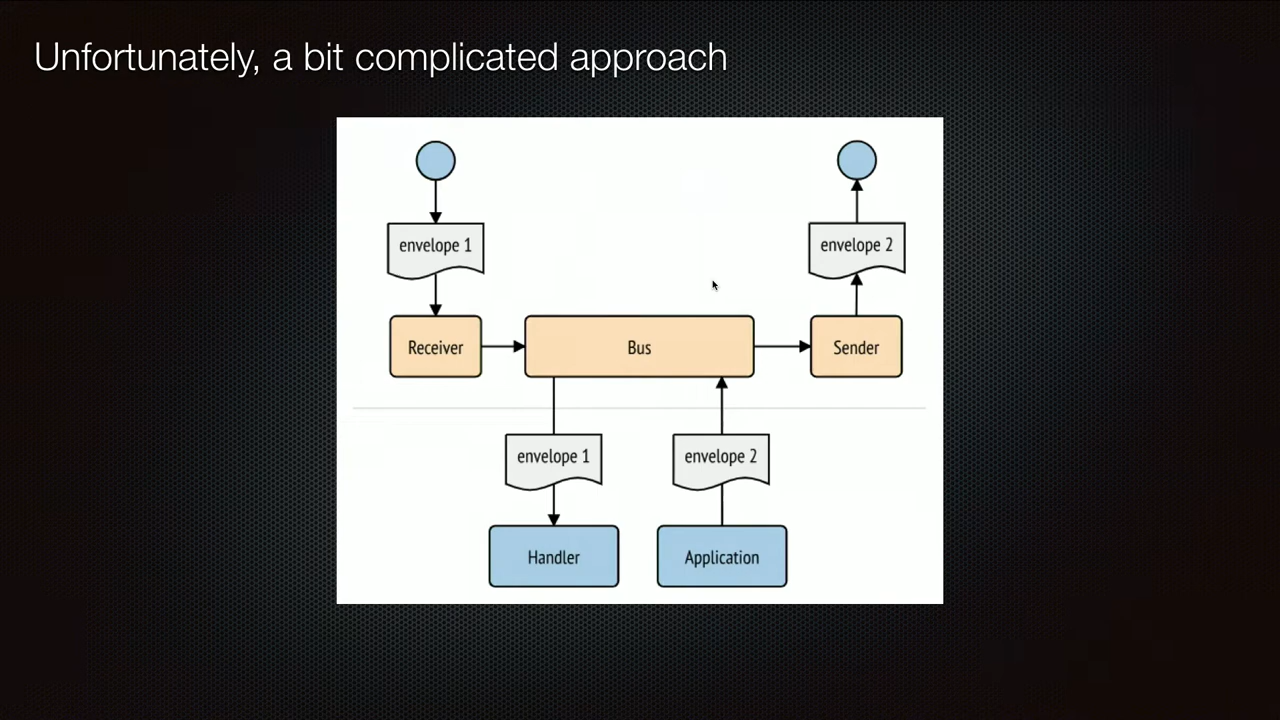 Unfortunately, a bit complicated approach
envelope 1
envelope 2
Receiver
Bus
Sender
envelope 1
envelope 2
Handler
Application